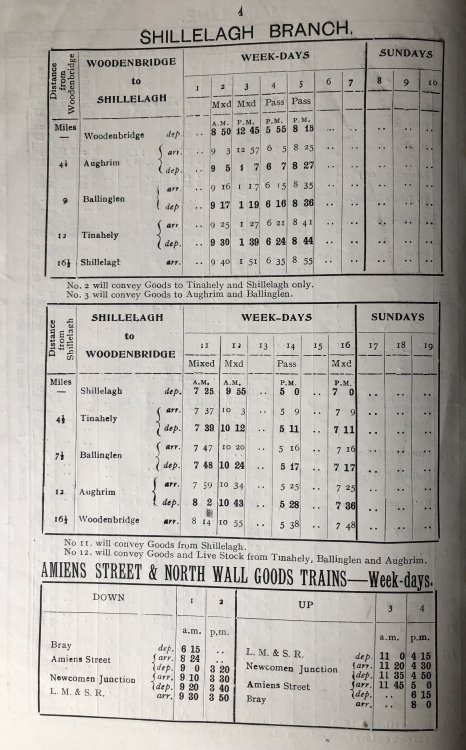 4
SHILLELAGH BRANCH.
Distance from Woodenbridge
WOODENBRIDGE to SHILLELAGH
WEEK-DAYS SUNDAYS
1 2 3 4 5 6 7 8 9 10
Mxd Mxd Pass Pass
Miles A.M. P.M. P.M. P.M.
— Woodenbridge dep. .. 8 50 12 45 5 55 8 15 ... .. .. .. ..
4½ Aughrim { arr. .. 9 3 12 57 6 5 8 25 .. .. .. .. ..
dep. .. 9 5 1 7 6 7 8 27 .. .. .. .. ..
9 Ballinglen { arr. .. 9 16 1 17 6 15 8 35 .. .. .. .. ..
dep. .. 9 17 1 19 6 16 8 36 .. .. .. .. ..
12 Tinahely { arr .. 9 25 1 27 6 21 8 41 .. .. .. .. ..
dep. .. 9 30 1 39 6 24 8 44 .. .. .. .. ..
16½ Shillelagh arr. .. 9 40 1 51 6 35 8 55 .. .. .. .. ..
No. 2 will convey Goods to Tinahely and Shillelagh only.
No. 3 will convey Goods to Aughrim and Ballinglen.
Distance from Shillelagh
SHILLELAGH to WOODENBRIDGE
WEEK-DAYS SUNDAYS
11 12 13 14 15 16 17 18 19
Mixed Mxd Pass Mxd
Miles A.M. A.M. P.M. P.M.
— Shillelagh dep. 7 25 9 55 .. 5 0 .. 7 0 .. .. ..
4½ Tinahely { arr. 7 37 10 3 .. 5 9 .. 7 9 .. .. ..
dep. 7 39 10 12 .. 5 11 .. 7 11 .. .. ..
7½ Ballinglen { arr. 7 47 10 20 .. 5 16 .. 7 16 .. .. ..
dep. 7 48 10 24 .. 5 17 .. 7 17 .. .. ..
12 Aughrim { arr. 7 59 10 34 .. 5 25 .. 7 25 .. .. ..
dep. 8 2 10 43 .. 5 28 .. 7 36 .. .. ..
16½ Woodenbridge arr. 8 14 10 55 .. 5 38 .. 7 48 .. .. ..
No 11. will convey Goods from Shillelagh.
No 12. will convey Goods and Live Stock from Tinahely, Ballinglen and Aughrim.
AMIENS STREET & NORTH WALL GOODS TRAINS—Week-days.
DOWN 1 2
a.m. p.m.
Bray dep. 6 15 ..
Amiens Street { arr. 8 24 ..
dep. 9 0 3 20
Newcomen Junction { arr. 9 10 3 30
dep. 9 20 3 40
L. M. & S. R. arr. 9 30 3 50
UP 3 4
a.m. p.m.
L. M. & S. R. dep. 11 0 4 15
Newcomen Junction { arr. 11 20 4 30
dep. 11 35 4 50
Amiens Street { arr. 11 45 5 0
dep. .. 6 15
Bray arr. .. 8 0